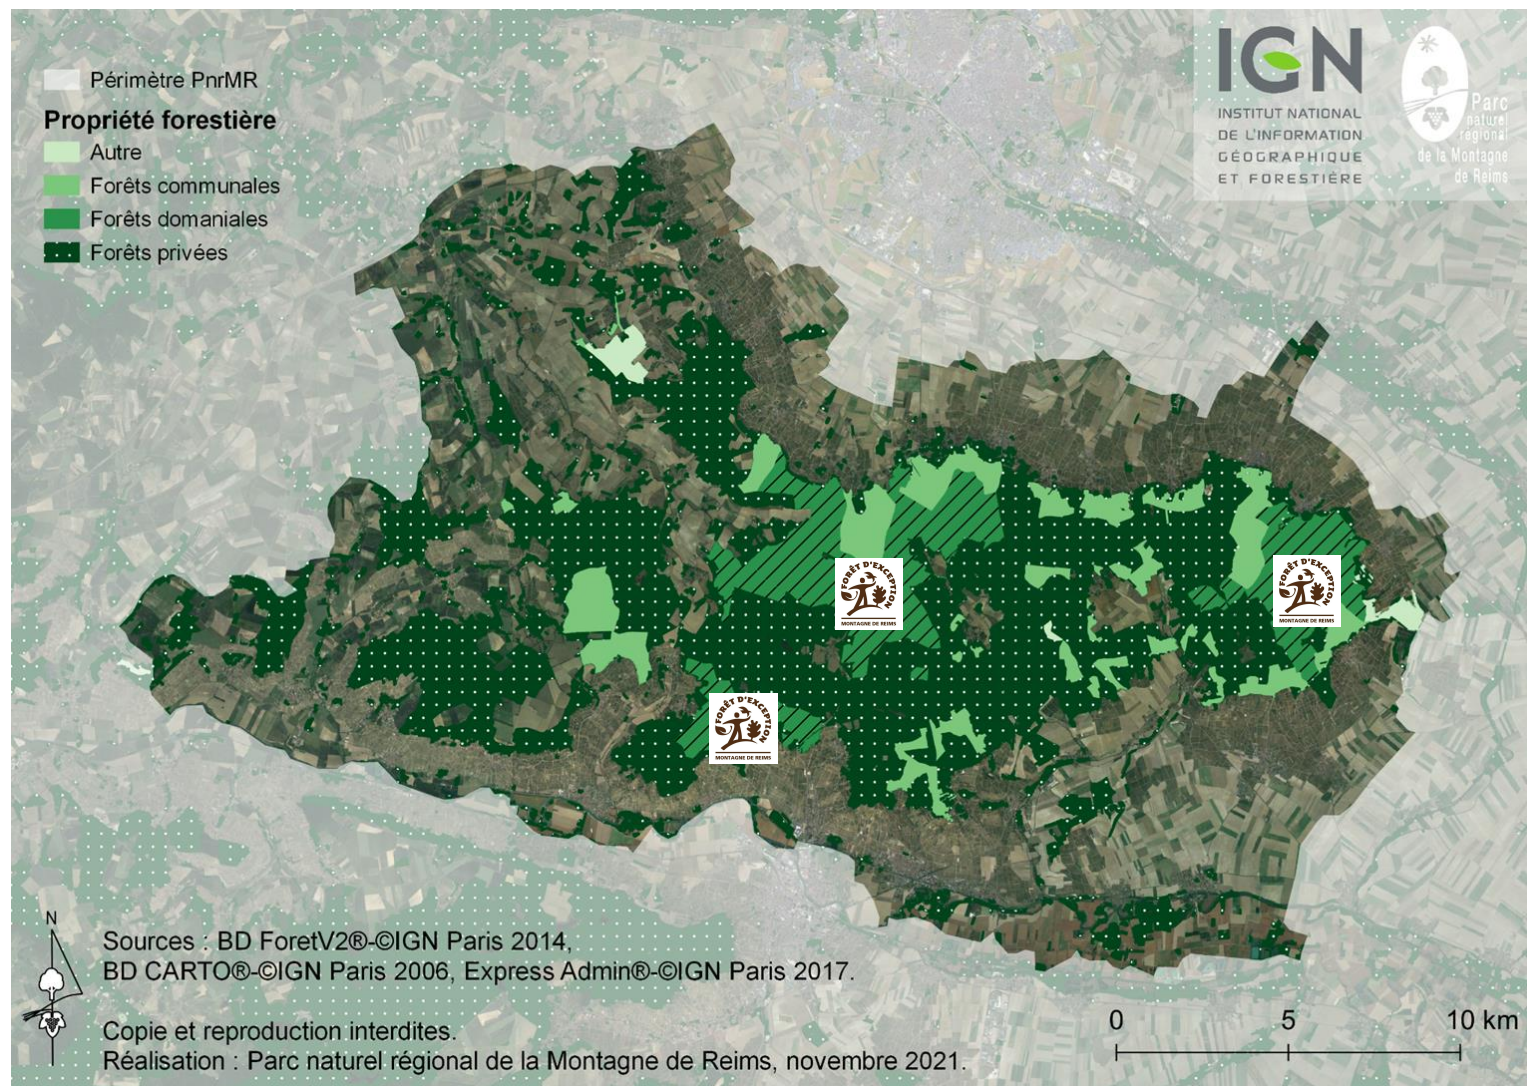 Périmètre PnrMR
Propriété forestière
Autre
Forêts communales
Forêts domaniales
Forêts privées
IGN
INSTITUT NATIONAL
DE L'INFORMATION
GÉOGRAPHIQUE
ET FORESTIÈRE
Parc
naturel
régional
de la Montagne
de Reims
FORÊT D'EXCEPTION
MONTAGNE DE REIMS
FORÊT D'EXCEPTION
MONTAGNE DE REIMS
FORÊT D'EXCEPTION
MONTAGNE DE REIMS
N
Sources : BD ForetV2®-©IGN Paris 2014,
BD CARTO®-©IGN Paris 2006, Express Admin®-©IGN Paris 2017.
Copie et reproduction interdites.
Réalisation : Parc naturel régional de la Montagne de Reims, novembre 2021.
0 5 10 km